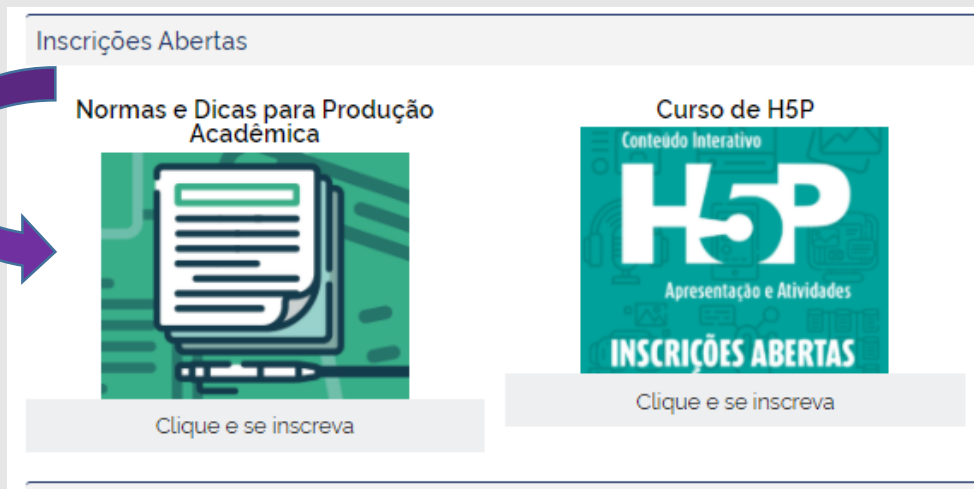 Inscrições Abertas
Normas e Dicas para Produção
Acadêmica
Clique e se inscreva
Curso de H5P
Conteúdo Interativo
H5P
Apresentação e Atividades
INSCRIÇÕES ABERTAS
Clique e se inscreva